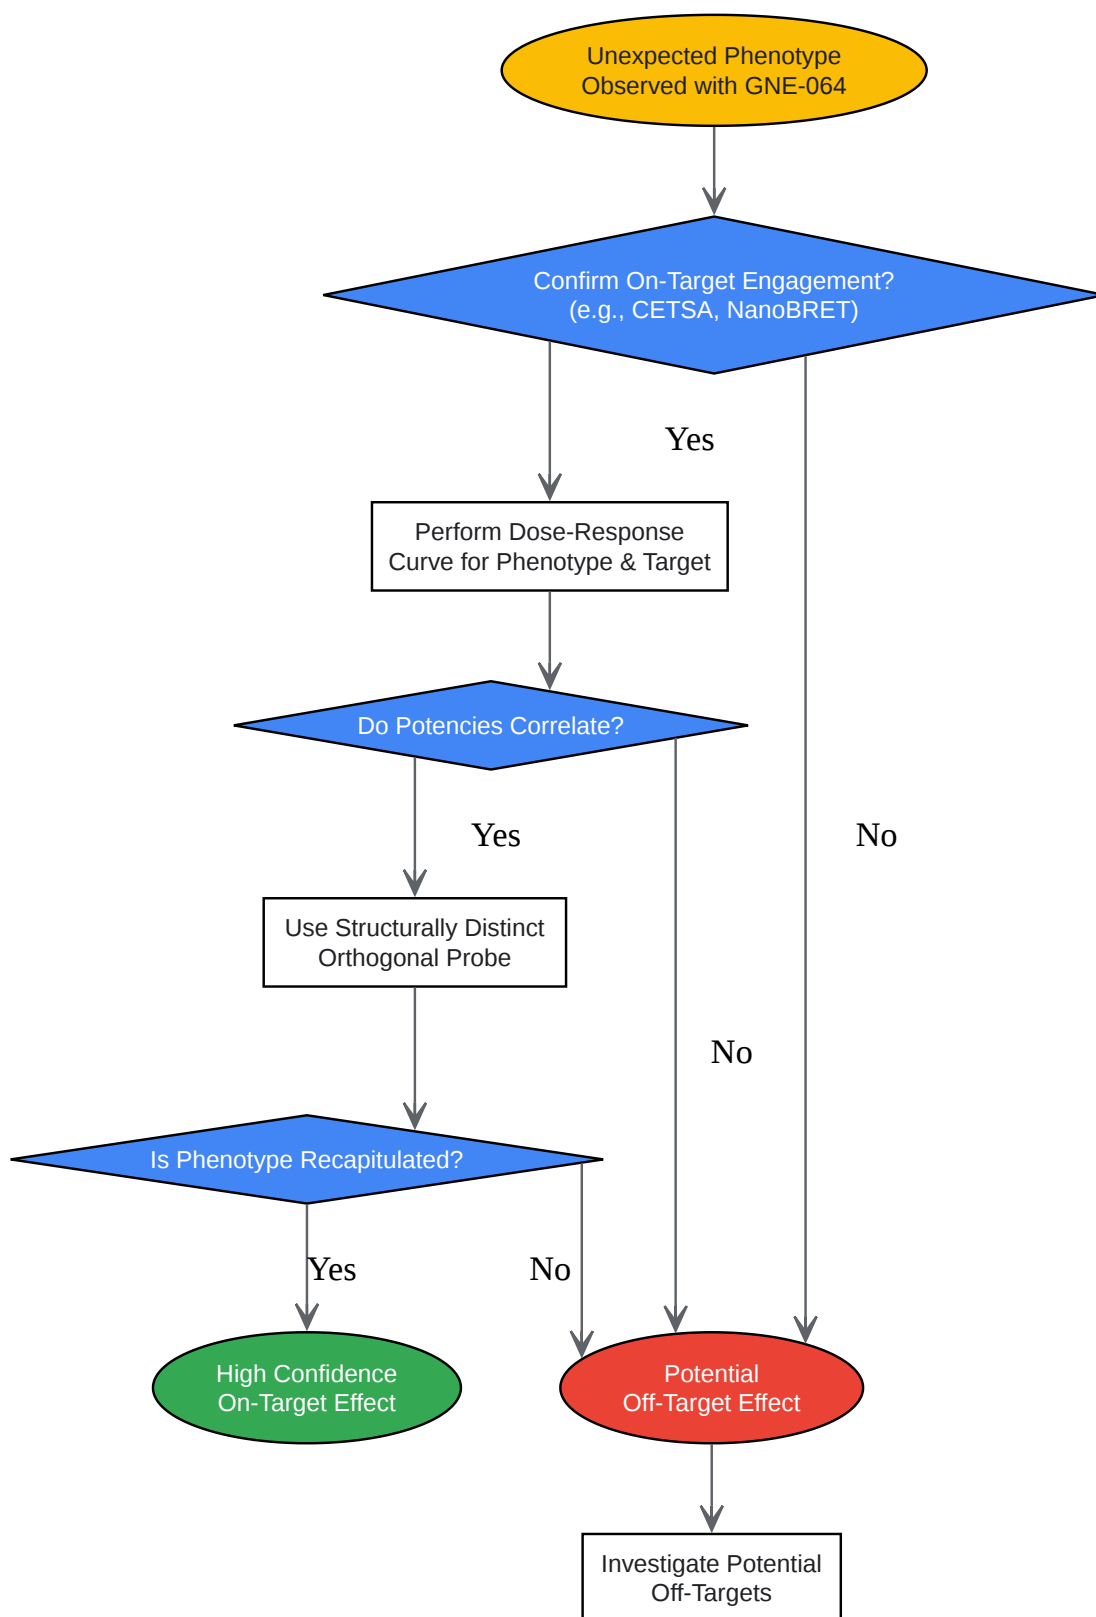 Unexpected Phenotype
Observed with GNE-064
Confirm On-Target Engagement?
(e.g., CETSA, NanoBRET)
Yes
Perform Dose-Response
Curve for Phenotype & Target
Do Potencies Correlate?
Yes
No
Use Structurally Distinct
Orthogonal Probe
No
Is Phenotype Recapitulated?
Yes
No
High Confidence
On-Target Effect
Potential
Off-Target Effect
Investigate Potential
Off-Targets